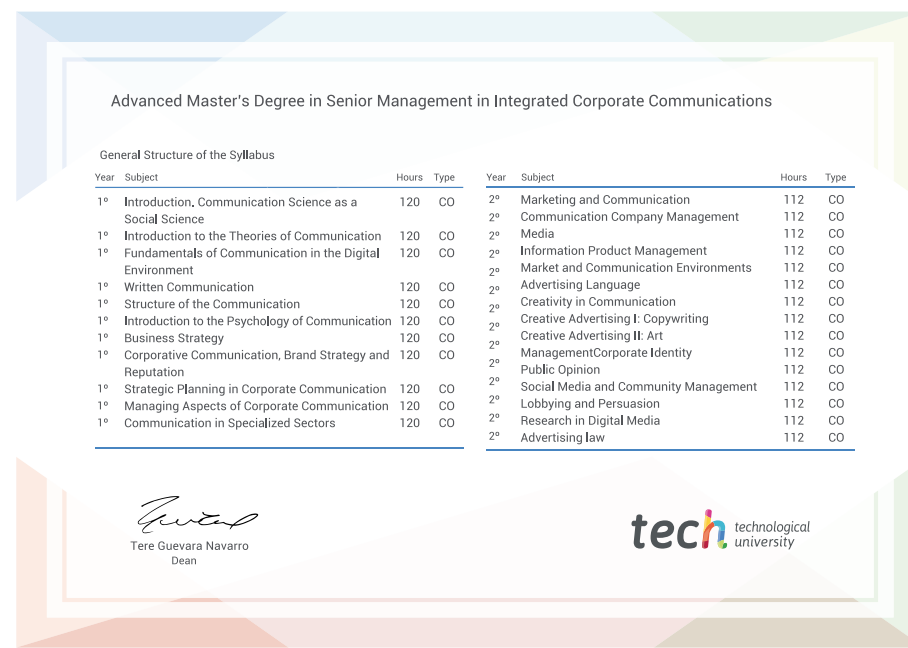 Advanced Master's Degree in Senior Management in Integrated Corporate Communications
General Structure of the Syllabus
Year Subject Hours Type
1º Introduction. Communication Science as a 120 CO
Social Science
1º Introduction to the Theories of Communication 120 CO
1º Fundamentals of Communication in the Digital 120 CO
Environment
1º Written Communication 120 CO
1º Structure of the Communication 120 CO
1º Introduction to the Psychology of Communication 120 CO
1º Business Strategy 120 CO
1º Corporative Communication, Brand Strategy and 120 CO
Reputation
1º Strategic Planning in Corporate Communication 120 CO
1º Managing Aspects of Corporate Communication 120 CO
1º Communication in Specialized Sectors 120 CO
Year Subject Hours Type
2º Marketing and Communication 112 CO
2º Communication Company Management 112 CO
2º Media 112 CO
2º Information Product Management 112 CO
2º Market and Communication Environments 112 CO
2º Advertising Language 112 CO
2º Creativity in Communication 112 CO
2º Creative Advertising I: Copywriting 112 CO
Creative Advertising II: Art 112 CO
2º ManagementCorporate Identity 112 CO
2º Public Opinion 112 CO
2º Social Media and Community Management 112 CO
2º Lobbying and Persuasion 112 CO
2º Research in Digital Media 112 CO
2º Advertising law 112 CO
Tere Guevara Navarro
Dean
tech technological
university